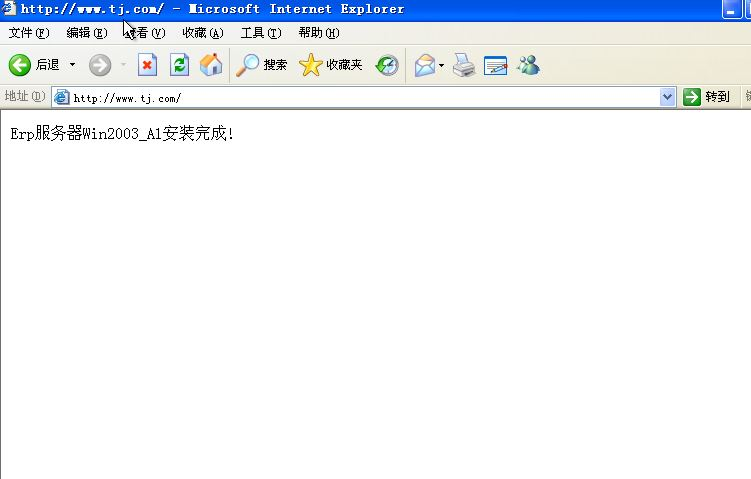 http://www.tj.com/ - Microsoft Internet Explorer
文件(F) 编辑(E) 看(V) 收藏(A) 工具(T) 帮助(H)
后退 搜索 收藏夹
地址(D) http://www.tj.com/ 转到
Erp服务器Win2003_A1安装完成!